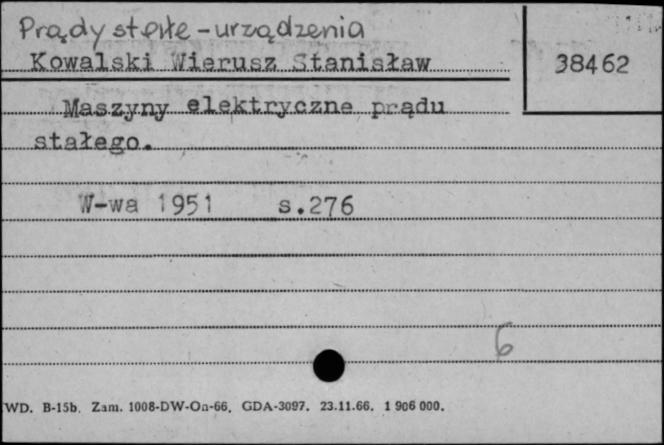 Prądy stałe - urządzenia
Kowalski Wierusz Stanisław
38462
Maszyny elektryczne prądu
stałego.
W-wa 1951 s.276
6
WD. B-15b. Zam. 1008-DW-On-66. GDA-3097. 23.11.66. 1 906 000.